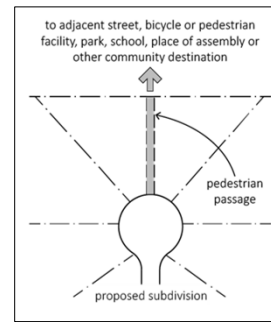 to adjacent street, bicycle or pedestrian
facility, park, school, place of assembly or
other community destination
pedestrian
passage
proposed subdivision